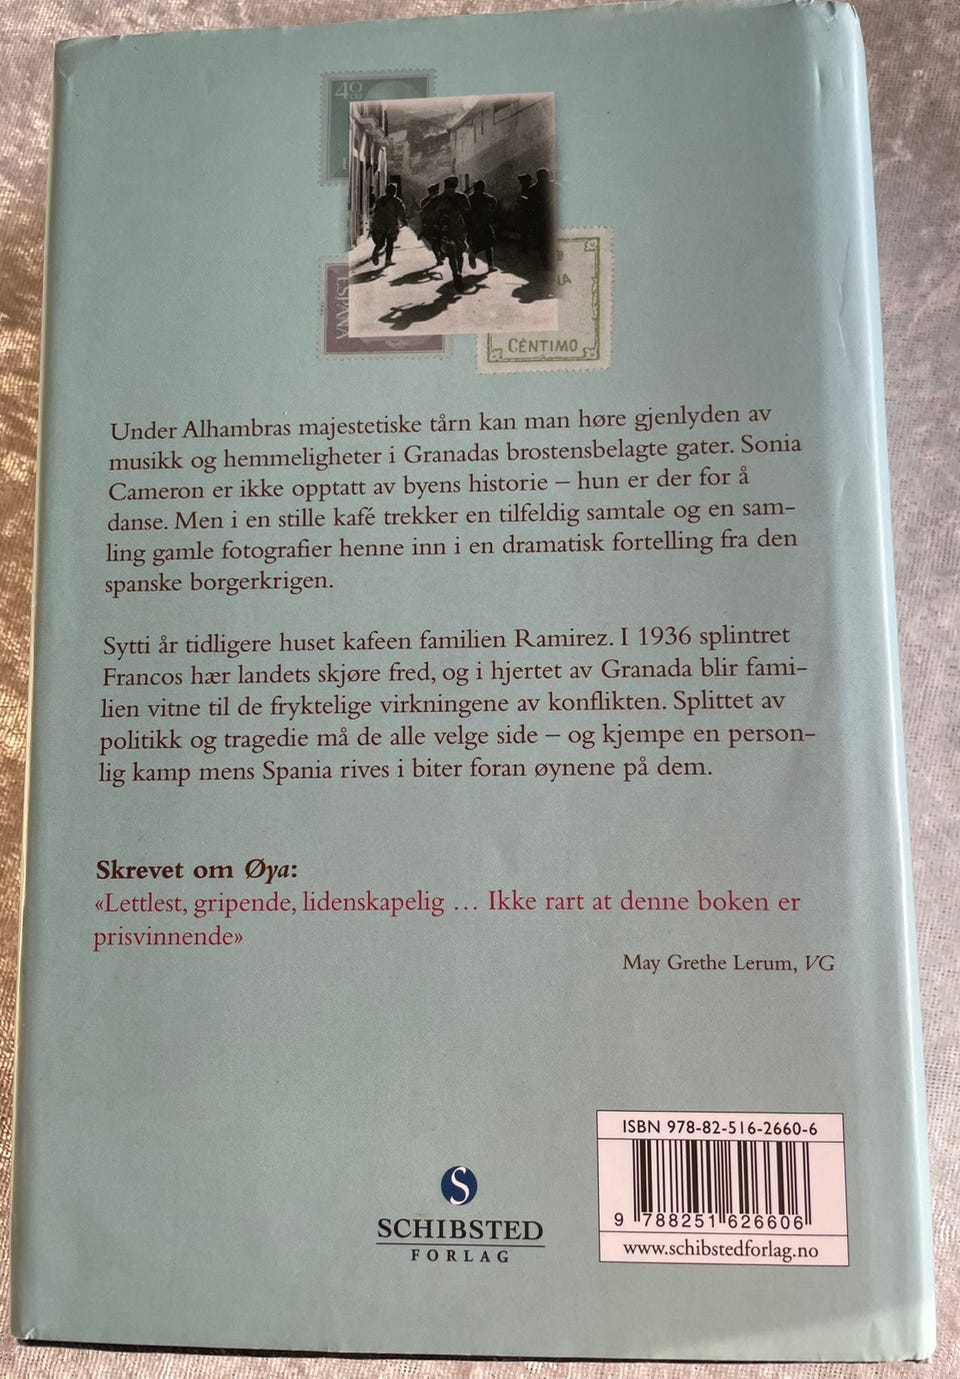 40
cts
ESPAÑA
CÉNTIMO
Under Alhambras majestetiske tårn kan man høre gjenlyden av
musikk og hemmeligheter i Granadas brostensbelagte gater. Sonia
Cameron er ikke opptatt av byens historie – hun er der for å
danse. Men i en stille kafé trekker en tilfeldig samtale og en sam-
ling gamle fotografier henne inn i en dramatisk fortelling fra den
spanske borgerkrigen.
Sytti år tidligere huset kafeen familien Ramirez. I 1936 splintret
Francos hær landets skjøre fred, og i hjertet av Granada blir fami-
lien vitne til de fryktelige virkningene av konflikten. Splittet av
politikk og tragedie må de alle velge side – og kjempe en person-
lig kamp mens Spania rives i biter foran øynene på dem.
Skrevet om Øya:
«Lettlest, gripende, lidenskapelig … Ikke rart at denne boken er
prisvinnende»
May Grethe Lerum, VG
ISBN 978-82-516-2660-6
9 788251 626606
www.schibstedforlag.no
S
SCHIBSTED
FORLAG